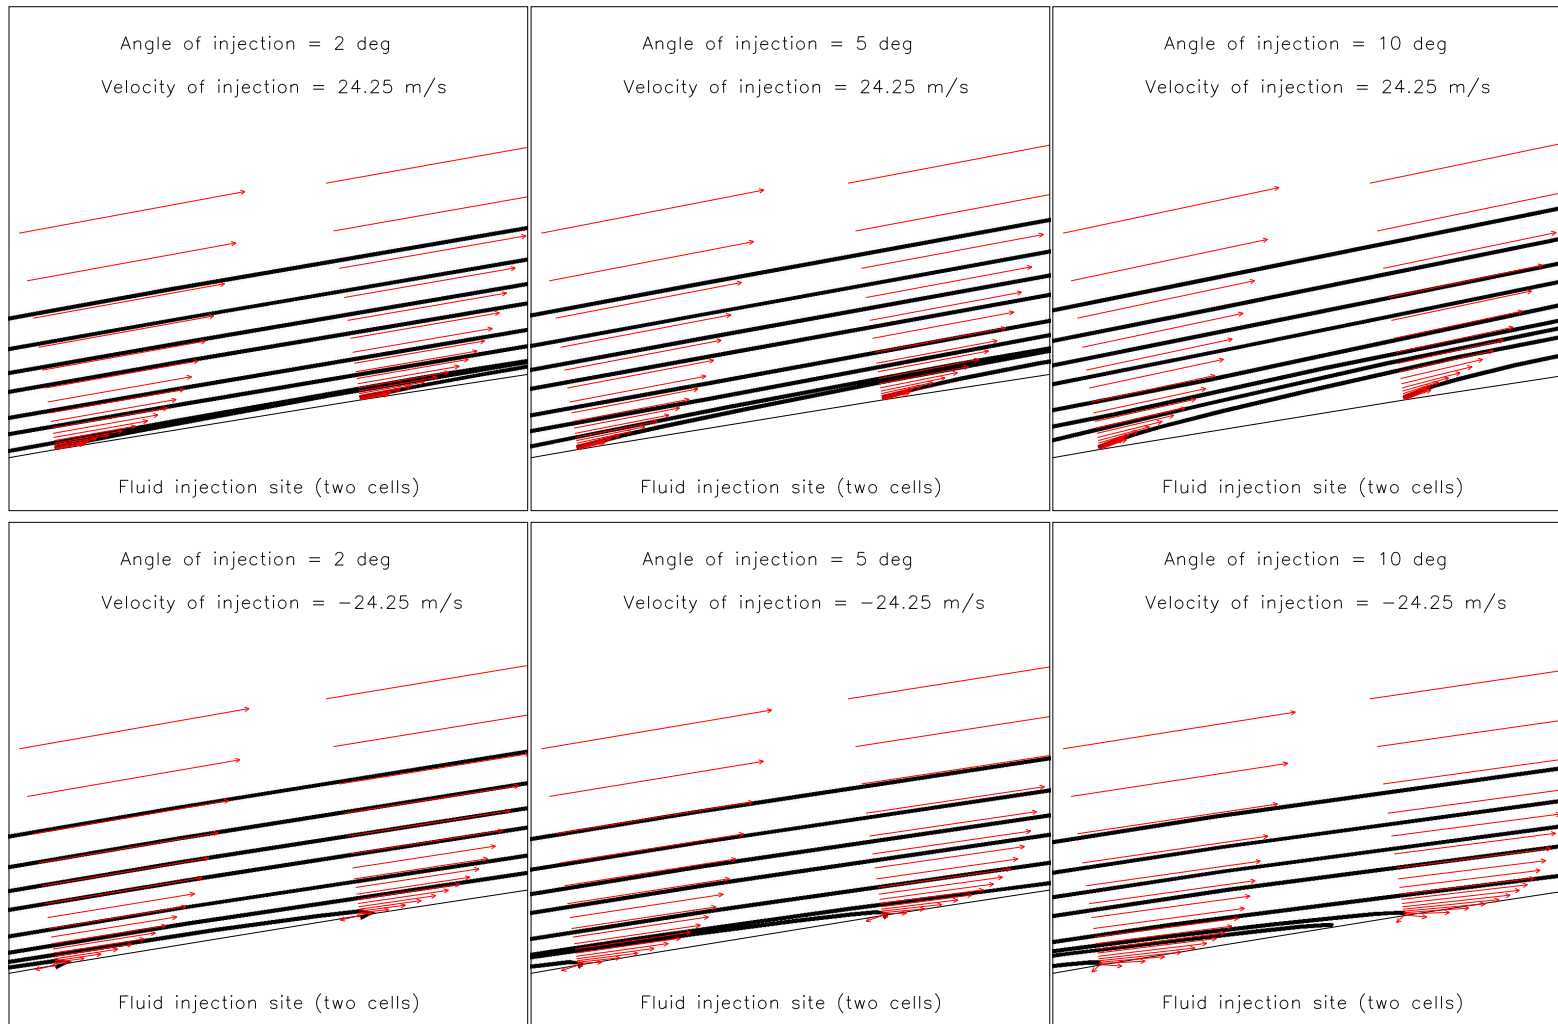 Angle of injection = 2 deg
Velocity of injection = 24.25 m/s
Fluid injection site (two cells)
Angle of injection = 5 deg
Velocity of injection = 24.25 m/s
Fluid injection site (two cells)
Angle of injection = 10 deg
Velocity of injection = 24.25 m/s
Fluid injection site (two cells)
Angle of injection = 2 deg
Velocity of injection = −24.25 m/s
Fluid injection site (two cells)
Angle of injection = 5 deg
Velocity of injection = −24.25 m/s
Fluid injection site (two cells)
Angle of injection = 10 deg
Velocity of injection = −24.25 m/s
Fluid injection site (two cells)